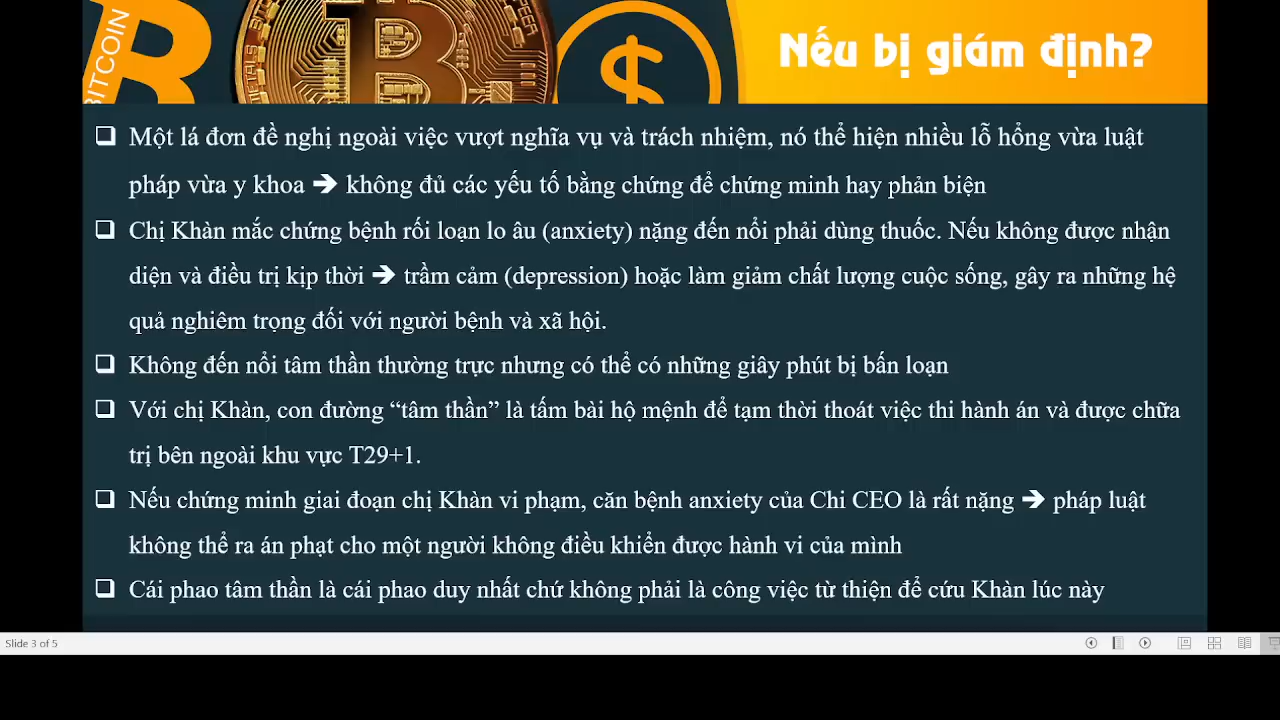 BITCOIN
Nếu bị giám định?
Một lá đơn đề nghị ngoài việc vượt nghĩa vụ và trách nhiệm, nó thể hiện nhiều lỗ hổng vừa luật
pháp vừa y khoa ➔ không đủ các yếu tố bằng chứng để chứng minh hay phản biện
Chị Khàn mắc chứng bệnh rối loạn lo âu (anxiety) nặng đến nổi phải dùng thuốc. Nếu không được nhận
diện và điều trị kịp thời ➔ trầm cảm (depression) hoặc làm giảm chất lượng cuộc sống, gây ra những hệ
quả nghiêm trọng đối với người bệnh và xã hội.
Không đến nổi tâm thần thường trực nhưng có thể có những giây phút bị bấn loạn
Với chị Khàn, con đường “tâm thần” là tấm bài hộ mệnh để tạm thời thoát việc thi hành án và được chữa
trị bên ngoài khu vực T29+1.
Nếu chứng minh giai đoạn chị Khàn vi phạm, căn bệnh anxiety của Chi CEO là rất nặng ➔ pháp luật
không thể ra án phạt cho một người không điều khiển được hành vi của mình
Cái phao tâm thần là cái phao duy nhất chứ không phải là công việc từ thiện để cứu Khàn lúc này
Slide 3 of 5